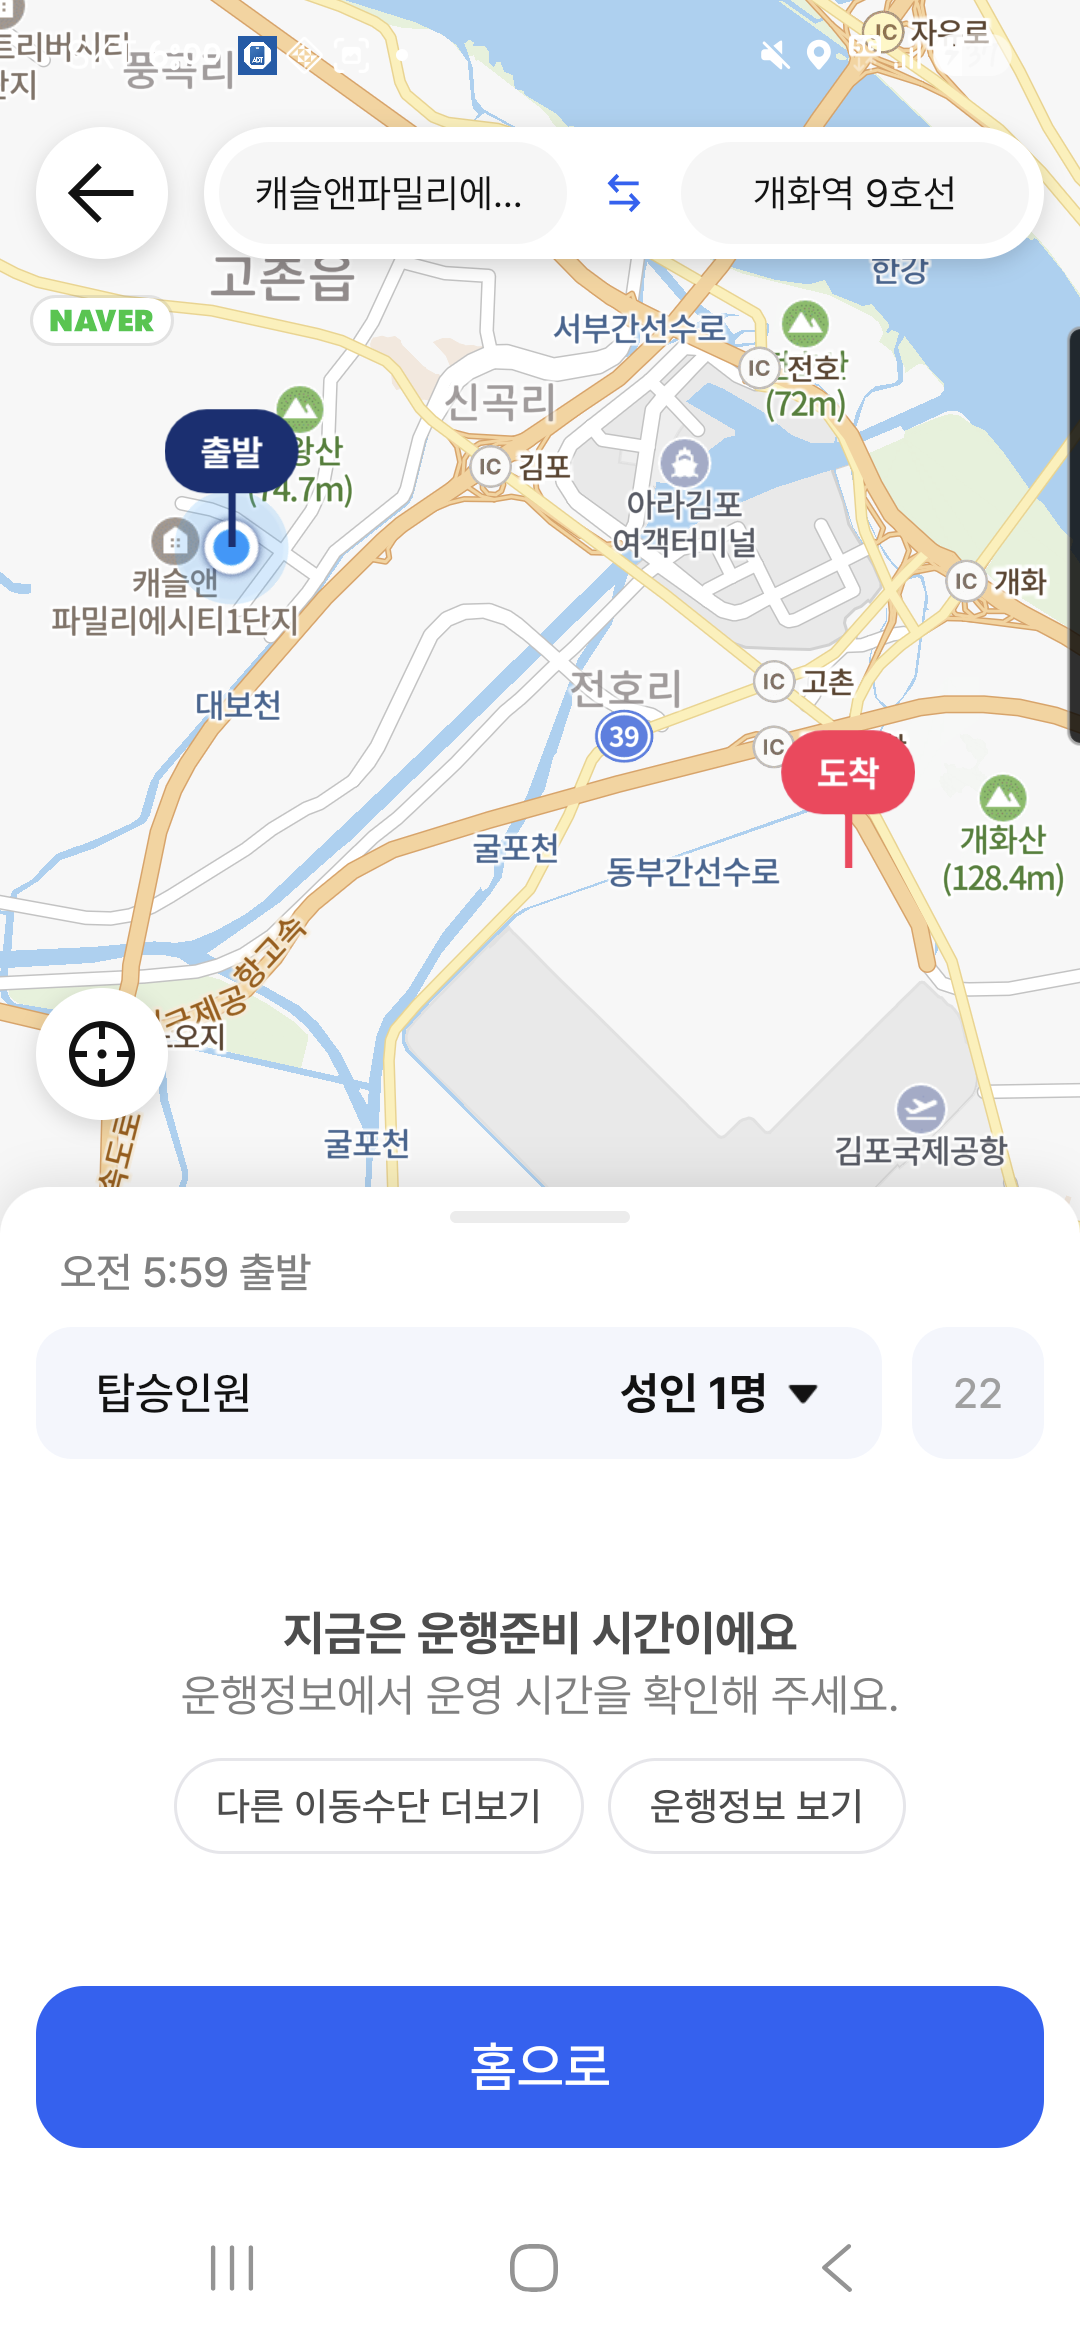 자유로
풍곡리
단지
캐슬앤파밀리에...
개화역 9호선
고촌읍
한강
NAVER
서부간선수로
IC 전호
(72m)
신곡리
출발
왕산
(74.7m)
IC 김포
아라김포
여객터미널
캐슬앤
파밀리에시티1단지
IC 개화
대보천
전호리
IC 고촌
39
IC
도착
굴포천
동부간선수로
개화산
(128.4m)
항고속
오지
속도로
굴포천
김포국제공항
오전 5:59 출발
탑승인원
성인 1명
22
지금은 운행준비 시간이에요
운행정보에서 운영 시간을 확인해 주세요.
다른 이동수단 더보기
운행정보 보기
홈으로